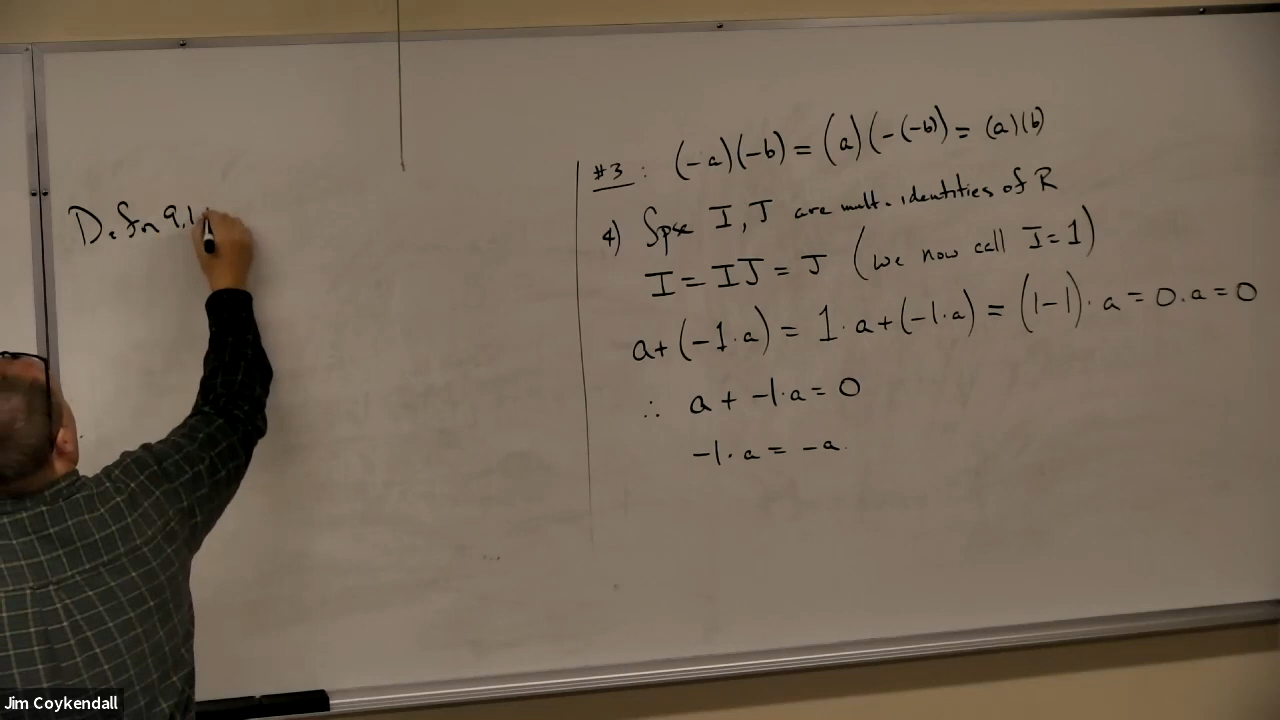 Defn 9.1
#3: (-a)(-b) = (a)(-(-b)) = (a)(b)
4) Spse I, J are mult. identities of R
I = IJ = J (we now call I = 1)
a + (-1·a) = 1·a + (-1·a) = (1-1)·a = 0·a = 0
∴ a + -1·a = 0
-1·a = -a.
Jim Coykendall